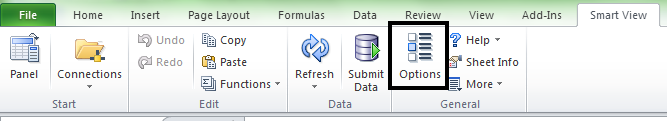 File Home Insert Page Layout Formulas Data Review View Add-Ins Smart View
Panel
Connections
Undo
Redo
Copy
Paste
Functions
Refresh
Submit Data
Options
Help
Sheet Info
More
Start Edit Data General